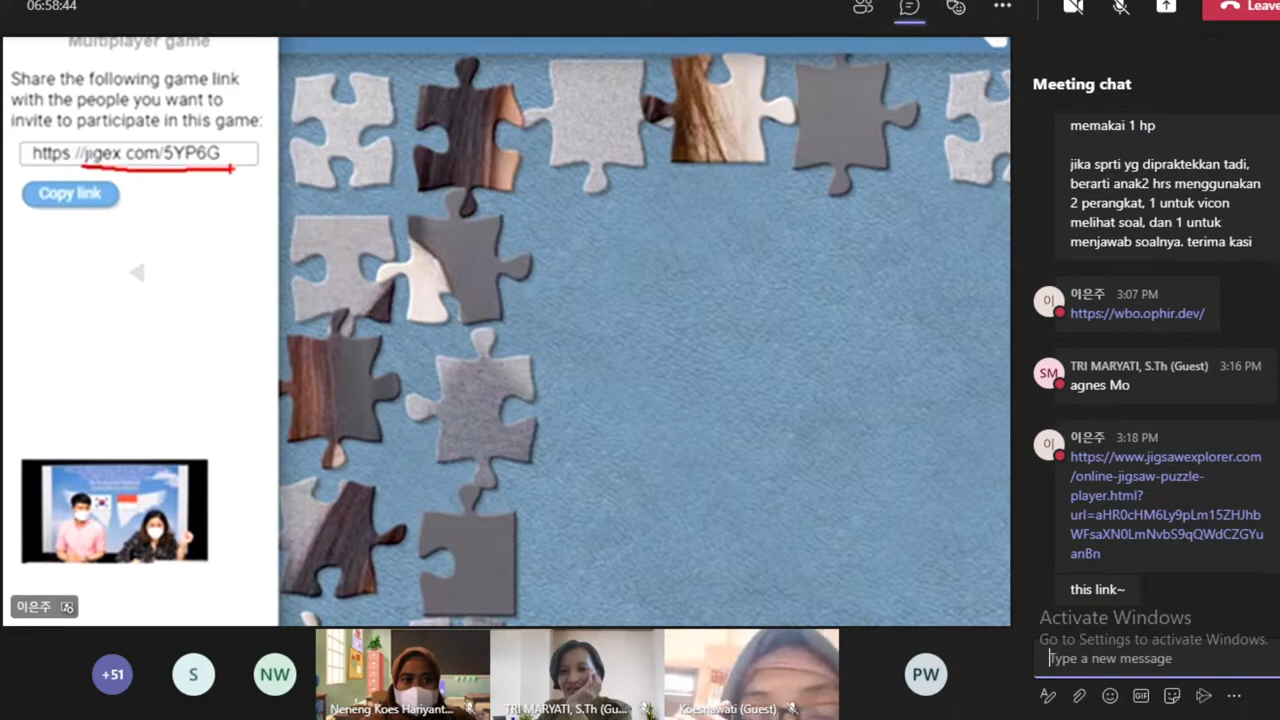 06:58:44
Leave
Multiplayer game
Share the following game link
with the people you want to
invite to participate in this game:
https://jigex.com/5YP6G
Copy link
이은주
Meeting chat
memakai 1 hp
jika sprti yg dipraktekkan tadi,
berarti anak2 hrs menggunakan
2 perangkat, 1 untuk vicon
melihat soal, dan 1 untuk
menjawab soalnya. terima kasi
이
이은주 3:07 PM
https://wbo.ophir.dev/
SM
TRI MARYATI, S.Th (Guest) 3:16 PM
agnes Mo
이
이은주 3:18 PM
https://www.jigsawexplorer.com
/online-jigsaw-puzzle-
player.html?
url=aHR0cHM6Ly9pLm15ZHJhb
WFsaXN0LmNvbS9qQWdCZGYu
anBn
this link~
Activate Windows
Go to Settings to activate Windows.
Type a new message
+51
S
NW
Neneng Koes Hariyant...
TRI MARYATI, S.Th (Gu...
Koesnawati (Guest)
PW